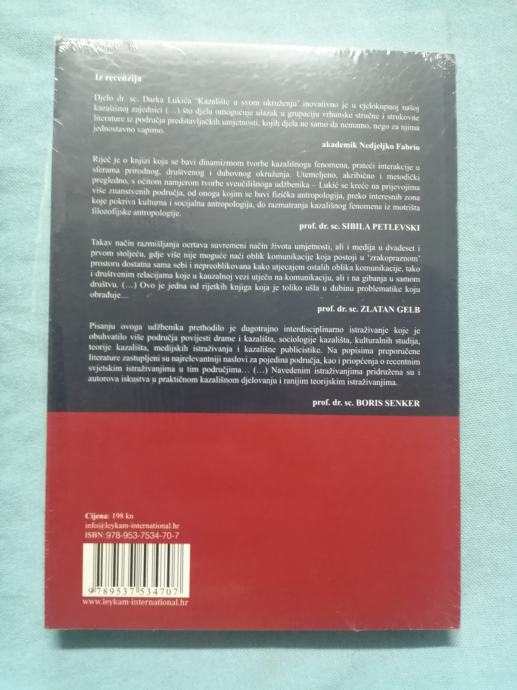 Iz recenzija
Djelo dr. sc. Darka Lukića 'Kazalište u svom okruženju' inovativno je u cjelokupnoj našoj
kazališnoj zajednici (…) što djelu omogućuje ulazak u grupaciju vrhunske stručne i strukovne
literature iz područja predstavljačkih umjetnosti, kojih djela ne samo da nemamo, nego za njima
jednostavno vapimo.
akademik Nedjeljko Fabrio
Riječ je o knjizi koja se bavi dinamizmom tvorbe kazališnoga fenomena, prateći interakcije u
sferama prirodnog, društvenog i duhovnog okruženja. Utemeljeno, akribično i metodički
pregledno, s očitom namjerom tvorbe sveučilišnoga udžbenika – Lukić se kreće na prijevojima
više znanstvenih područja, od onoga kojim se bavi fizička antropologija, preko interesnih zona
koje pokriva kulturna i socijalna antropologija, do razmatranja kazališnog fenomena iz motrišta
filozofijske antropologije.
prof. dr. sc. SIBILA PETLEVSKI
Takav način razmišljanja ocrtava suvremeni način života umjetnosti, ali i medija u dvadeset i
prvom stoljeću, gdje više nije moguće naći oblik komunikacije koja postoji u 'zrakopraznom'
prostoru dostatna sama sebi i nepreoblikovana kako utjecajem ostalih oblika komunikacije, tako
i društvenim relacijama koje u kauzalnoj vezi utječu na komunikaciju, ali i na gibanja u samom
društvu. (…) Ovo je jedna od rijetkih knjiga koja je toliko ušla u dubinu problematike koju
obrađuje…
prof. dr. sc. ZLATAN GELB
Pisanju ovoga udžbenika prethodilo je dugotrajno interdisciplinarno istraživanje koje je
obuhvatilo više područja povijesti drame i kazališta, sociologije kazališta, kulturalnih studija,
teorije kazališta, medijskih istraživanja i kazališne publicistike. Na popisima preporučene
literature zastupljeni su najrelevantniji naslovi za pojedina područja, kao i priopćenja o recentnim
svjetskim istraživanjima u tim područjima… (…) Navedenim istraživanjima pridružena su i
autorova iskustva u praktičnom kazališnom djelovanju i ranijim teorijskim istraživanjima.
prof. dr. sc. BORIS SENKER
Cijena: 198 kn
info@leykam-international.hr
ISBN: 978-953-7534-70-7
9 789537 534707
www.leykam-international.hr